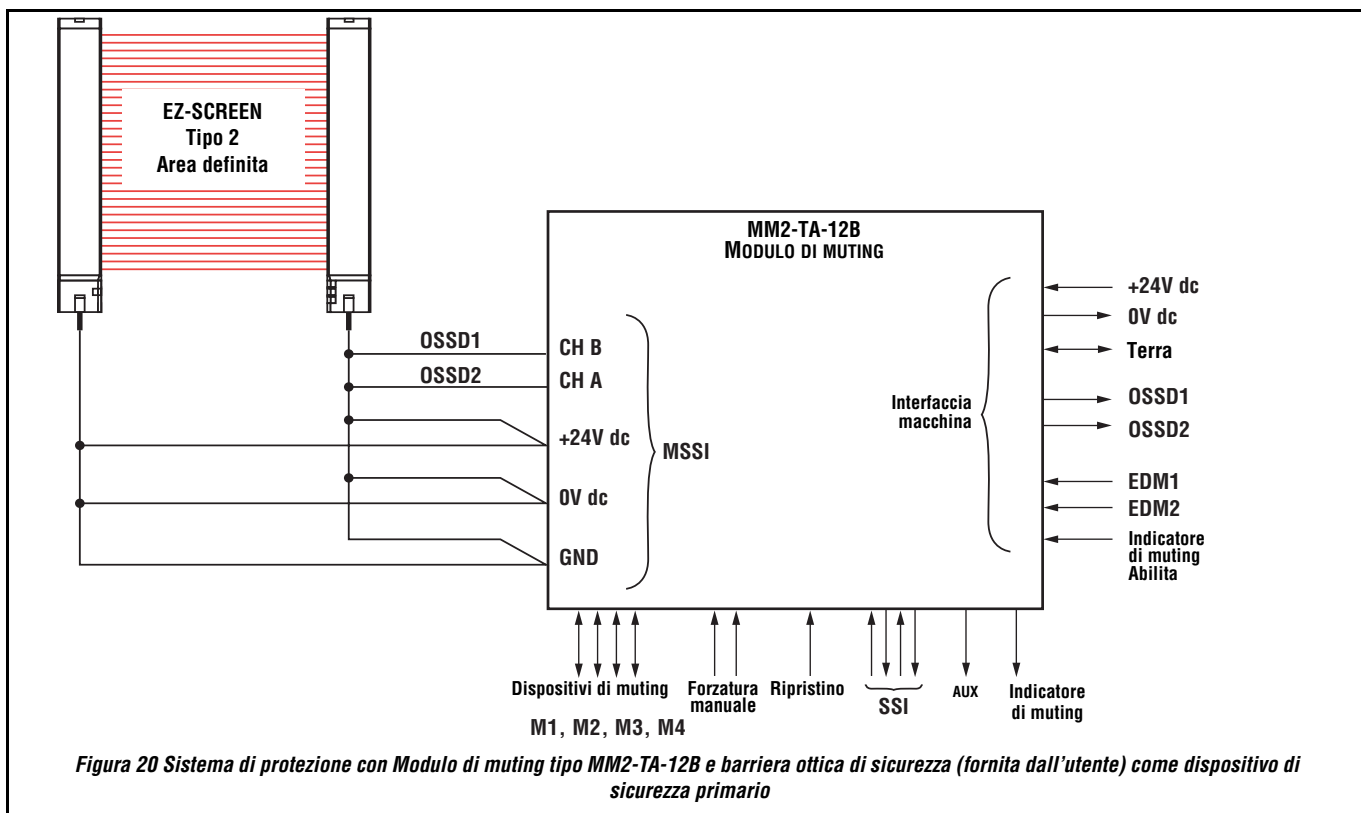 EZ-SCREEN
Tipo 2
Area definita
MM2-TA-12B
MODULO DI MUTING
OSSD1
CH B
OSSD2
CH A
+24V dc
MSSI
0V dc
GND
Interfaccia
macchina
+24V dc
0V dc
Terra
OSSD1
OSSD2
EDM1
EDM2
Indicatore
di muting
Abilita
Dispositivi di muting
M1, M2, M3, M4
Forzatura
manuale
Ripristino
SSI
AUX
Indicatore
di muting
Figura 20 Sistema di protezione con Modulo di muting tipo MM2-TA-12B e barriera ottica di sicurezza (fornita dall'utente) come dispositivo di
sicurezza primario